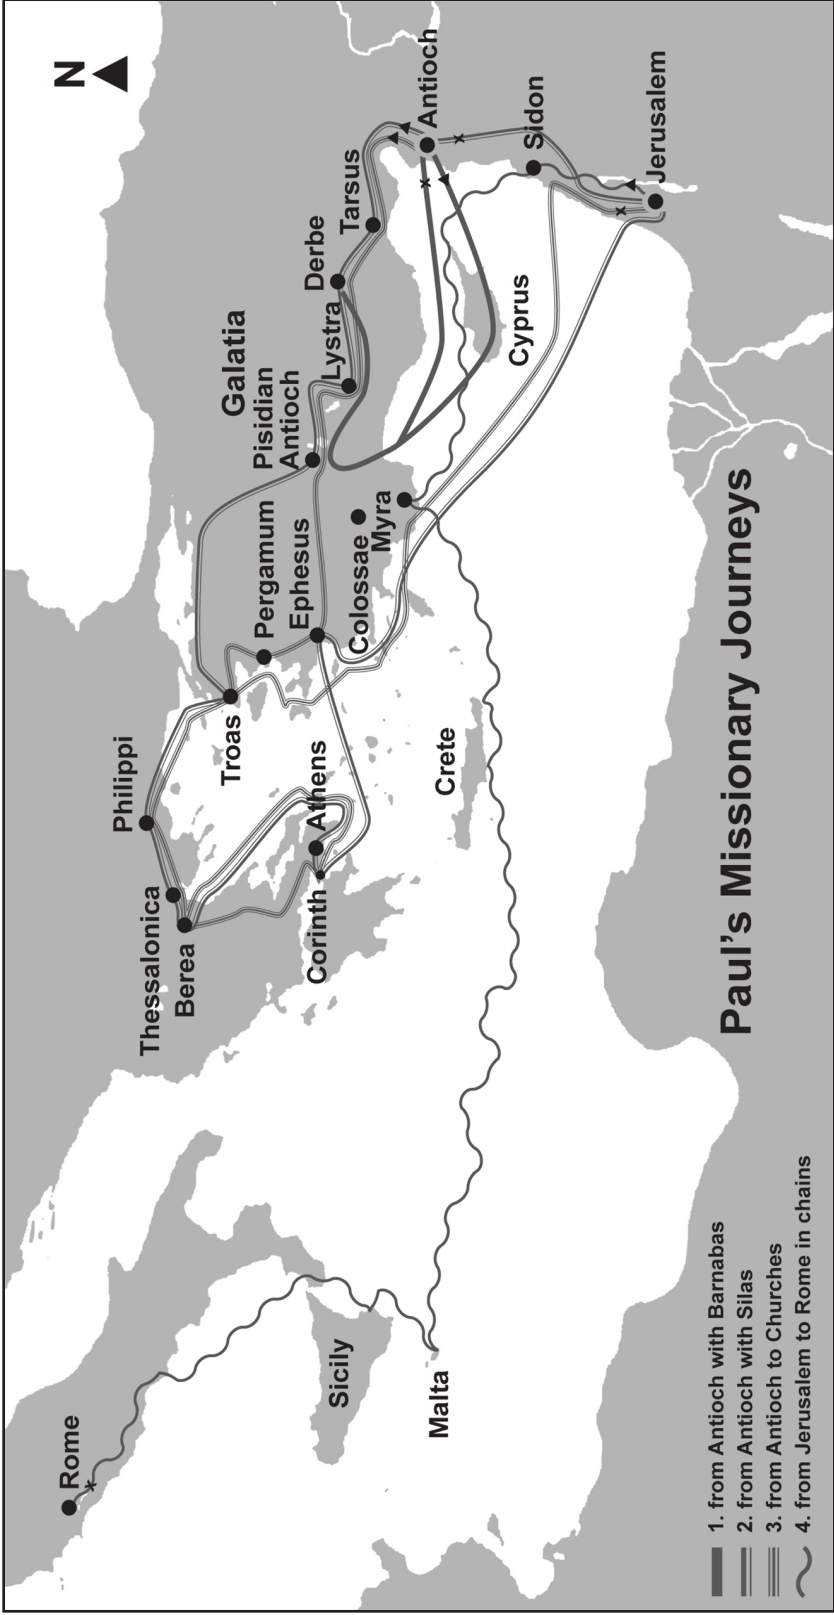 N
Rome
Sicily
Malta
Thessalonica
Berea
Philippi
Corinth
Athens
Troas
Crete
Pergamum
Ephesus
Colossae
Myra
Galatia
Pisidian
Antioch
Lystra
Derbe
Tarsus
Cyprus
Antioch
Sidon
Jerusalem
Paul's Missionary Journeys
1. from Antioch with Barnabas
2. from Antioch with Silas
3. from Antioch to Churches
4. from Jerusalem to Rome in chains